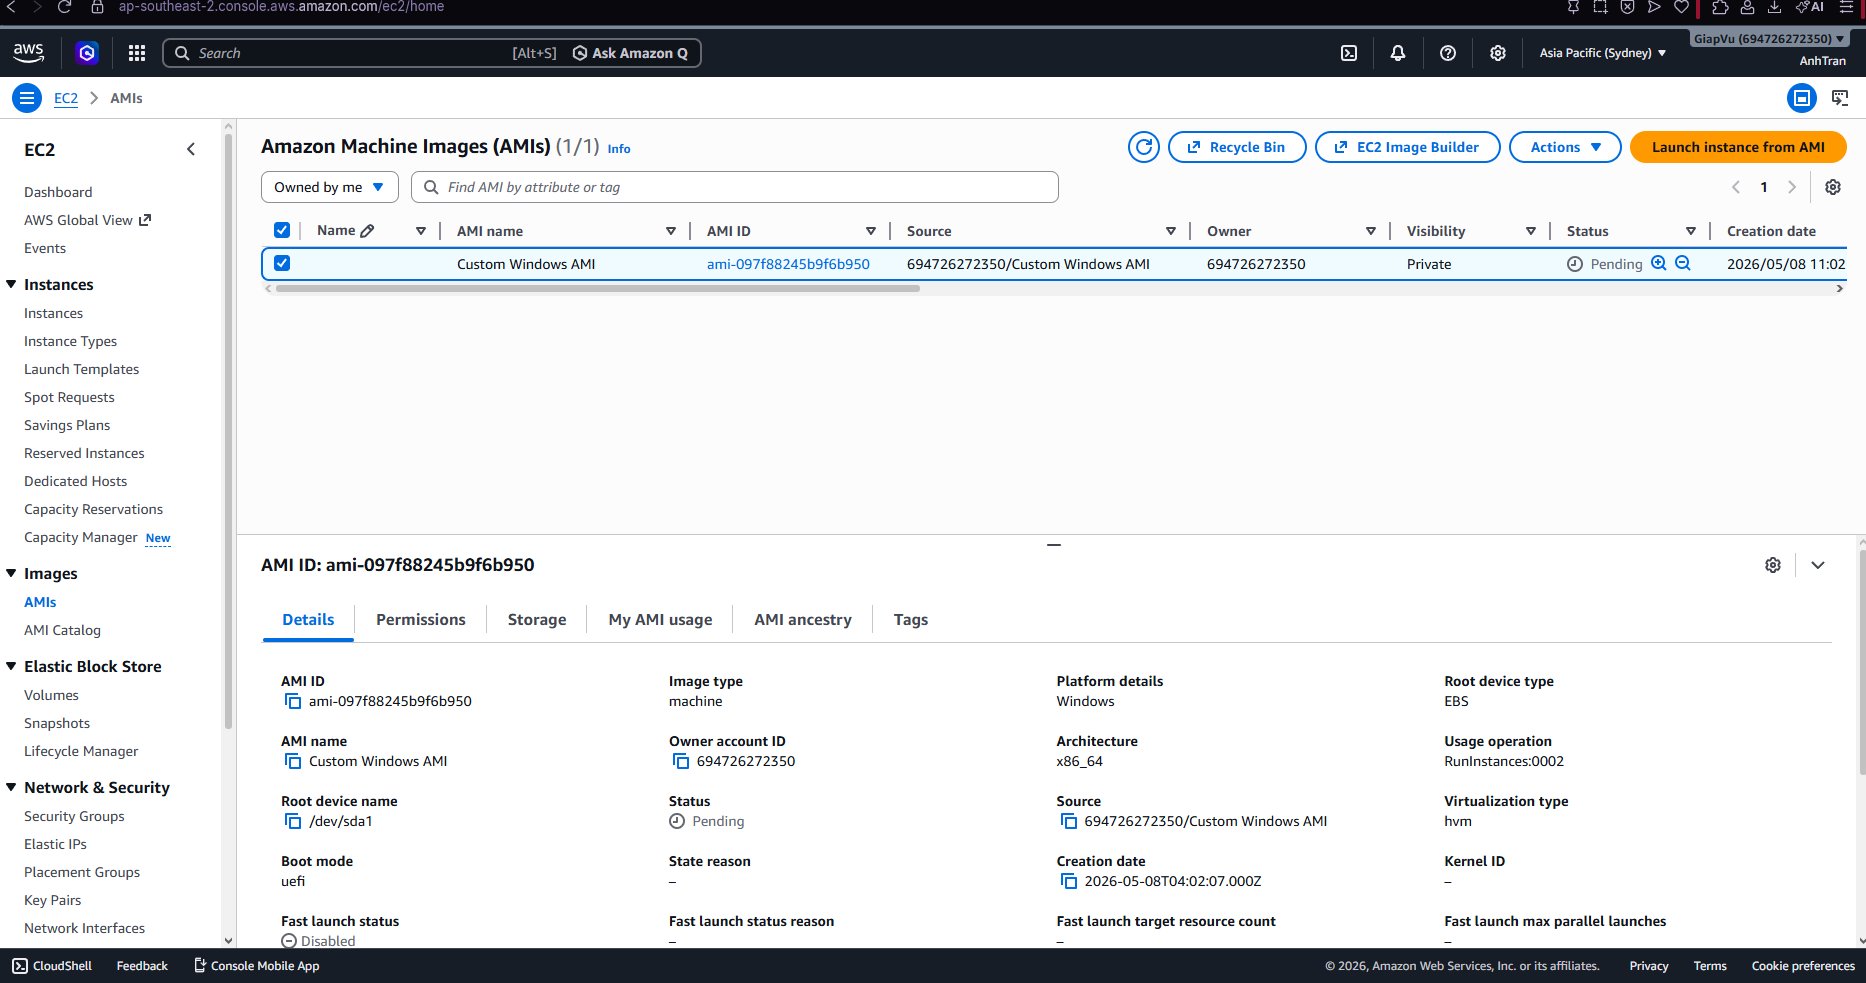 ap-southeast-2.console.aws.amazon.com/ec2/home
AI
aws
Search [Alt+S] Ask Amazon Q
Asia Pacific (Sydney)
GiapVu (694726272350)
AnhTran
EC2 > AMIs
EC2
Dashboard
AWS Global View
Events
Instances
Instances
Instance Types
Launch Templates
Spot Requests
Savings Plans
Reserved Instances
Dedicated Hosts
Capacity Reservations
Capacity Manager New
Images
AMIs
AMI Catalog
Elastic Block Store
Volumes
Snapshots
Lifecycle Manager
Network & Security
Security Groups
Elastic IPs
Placement Groups
Key Pairs
Network Interfaces
Amazon Machine Images (AMIs) (1/1) Info
Recycle Bin
EC2 Image Builder
Actions
Launch instance from AMI
Owned by me
Find AMI by attribute or tag
1
Name AMI name AMI ID Source Owner Visibility Status Creation date
Custom Windows AMI ami-097f88245b9f6b950 694726272350/Custom Windows AMI 694726272350 Private Pending 2026/05/08 11:02
AMI ID: ami-097f88245b9f6b950
Details Permissions Storage My AMI usage AMI ancestry Tags
AMI ID Image type Platform details Root device type
ami-097f88245b9f6b950 machine Windows EBS
AMI name Owner account ID Architecture Usage operation
Custom Windows AMI 694726272350 x86_64 RunInstances:0002
Root device name Status Source Virtualization type
/dev/sda1 Pending 694726272350/Custom Windows AMI hvm
Boot mode State reason Creation date Kernel ID
uefi – 2026-05-08T04:02:07.000Z –
Fast launch status Fast launch status reason Fast launch target resource count Fast launch max parallel launches
Disabled – – –
CloudShell Feedback Console Mobile App
© 2026, Amazon Web Services, Inc. or its affiliates. Privacy Terms Cookie preferences